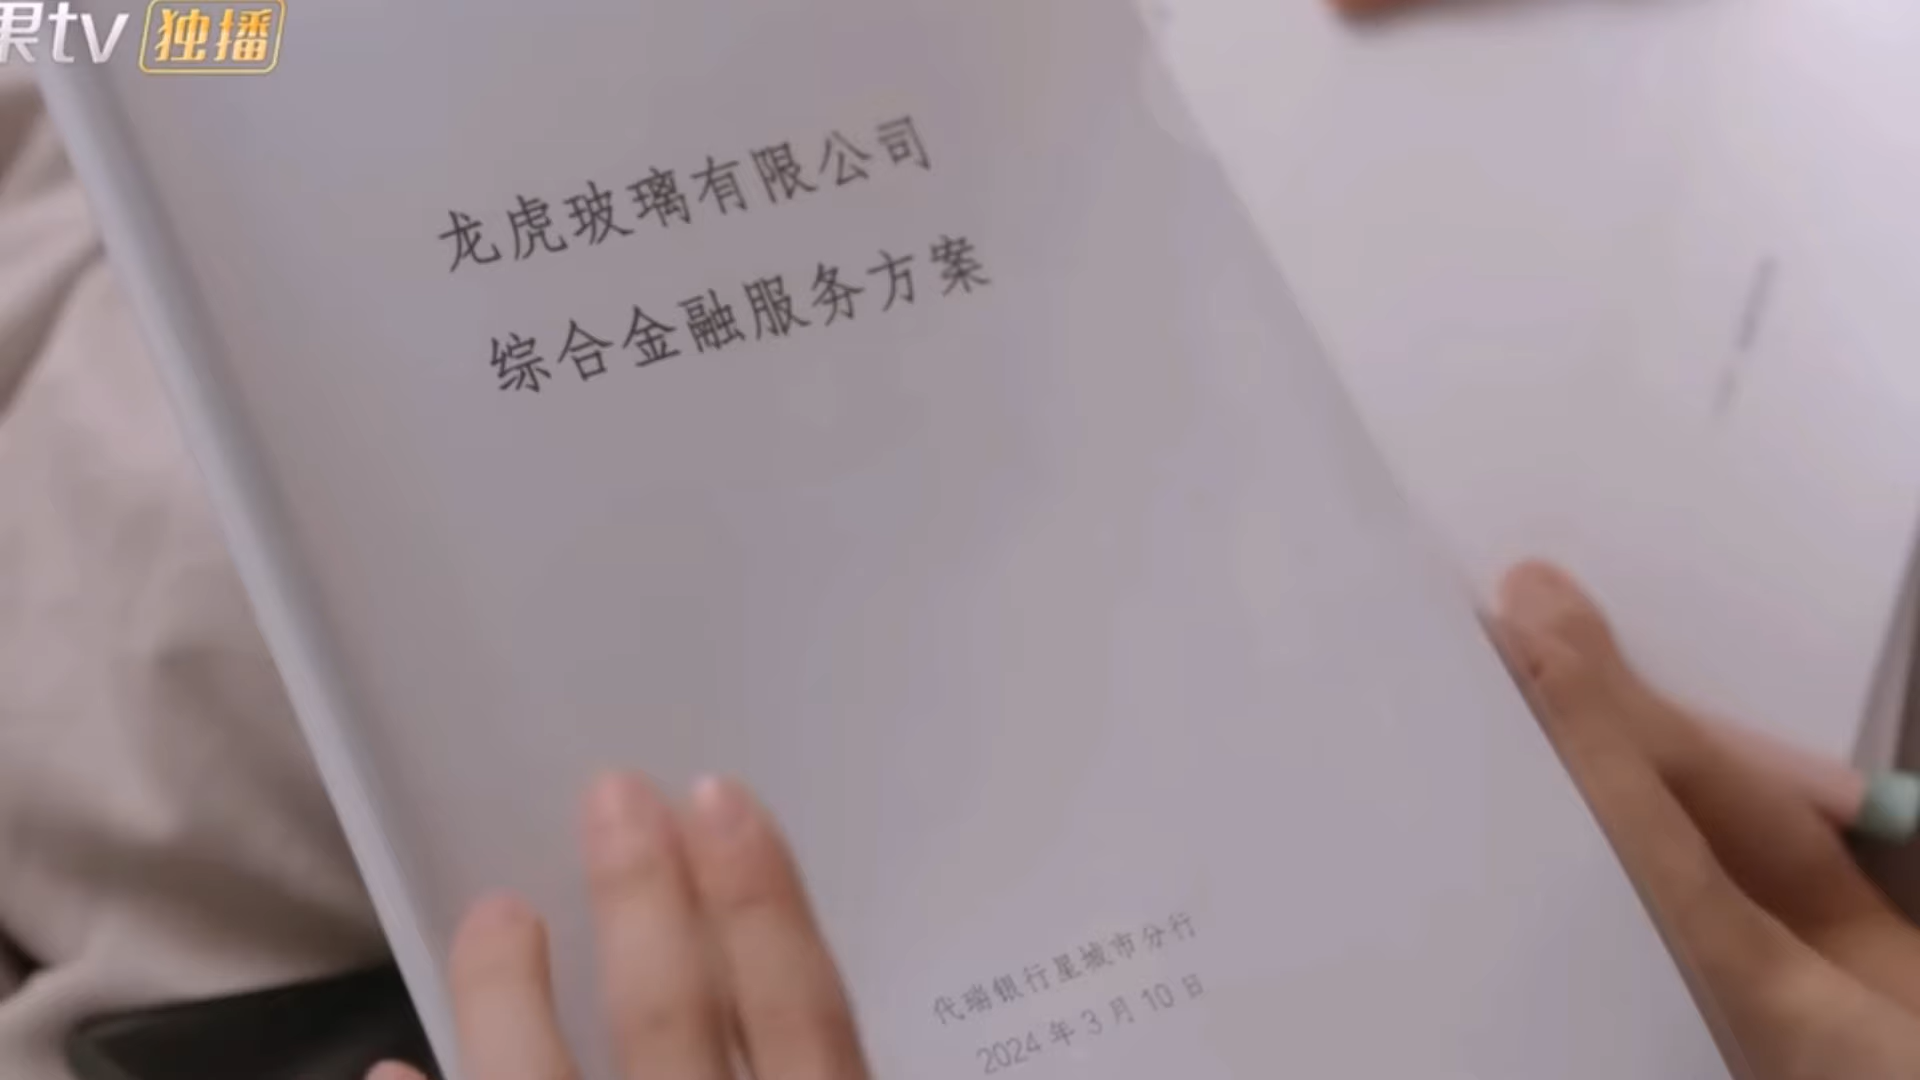 果tv 独播
龙虎玻璃有限公司
综合金融服务方案
代瑞银行星城市分行
2024年3月10日